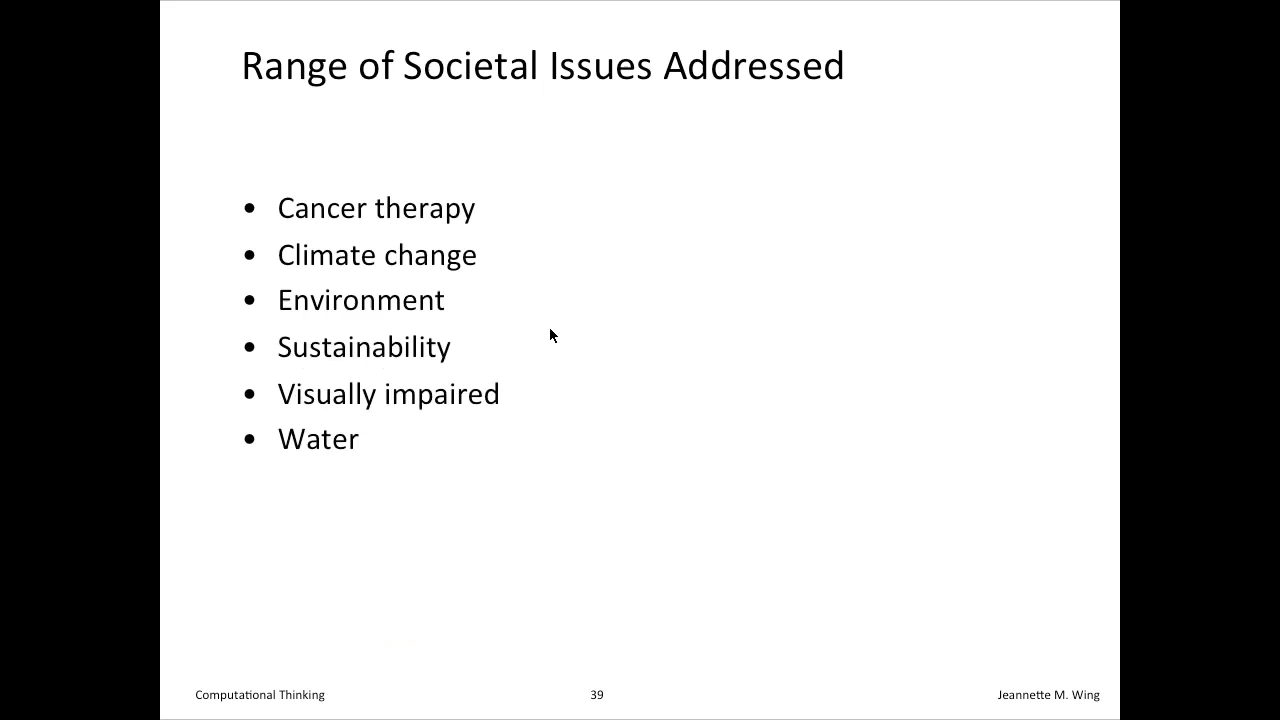 Range of Societal Issues Addressed
• Cancer therapy
• Climate change
• Environment
• Sustainability
• Visually impaired
• Water
Computational Thinking
39
Jeannette M. Wing